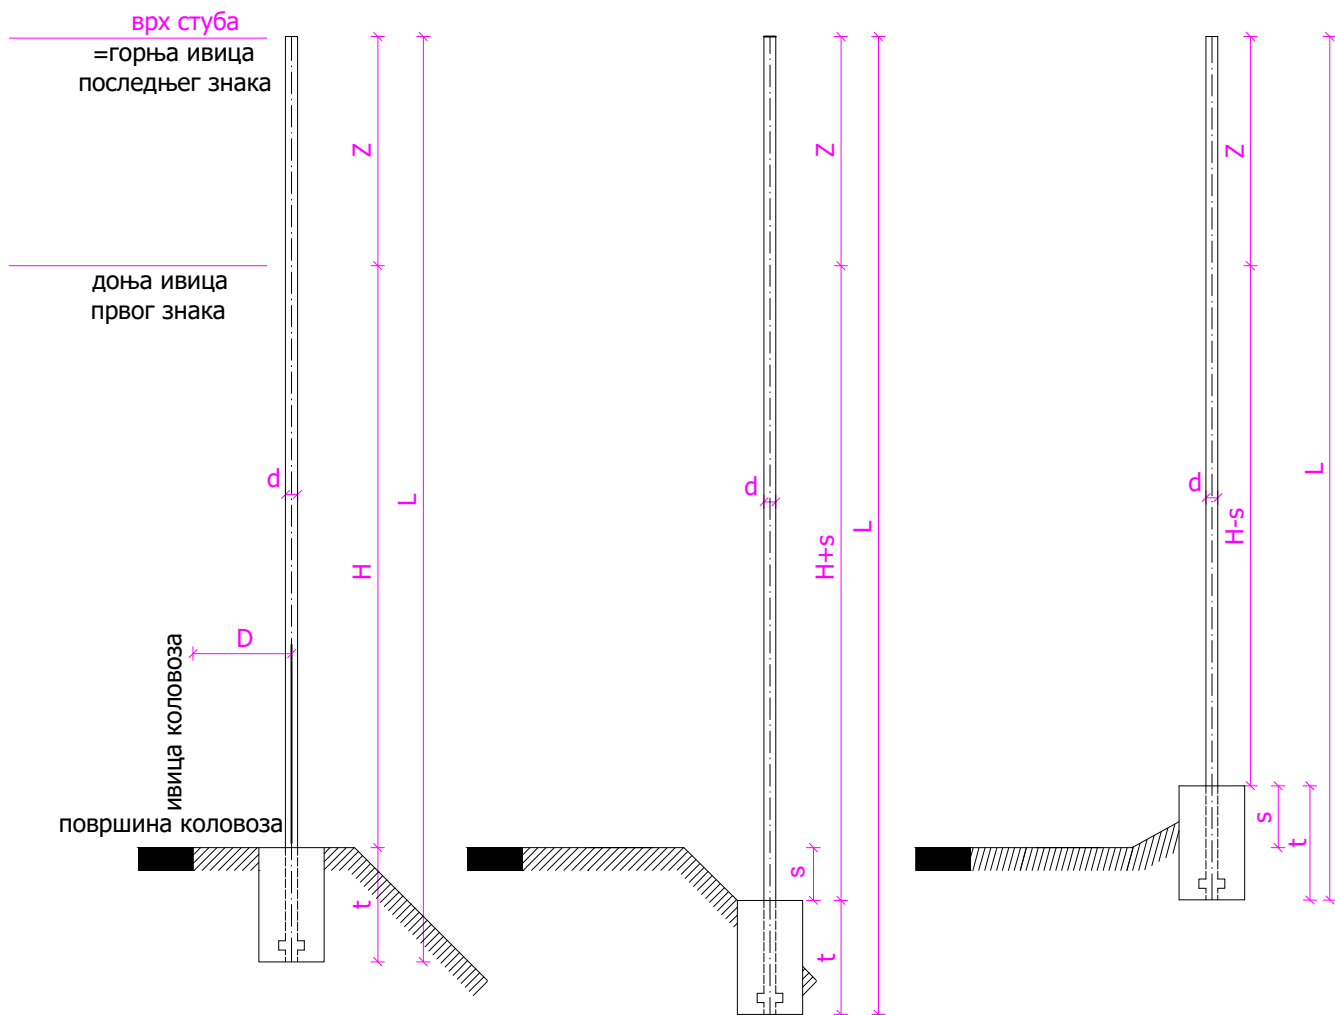 врх стуба
=горња ивица
последњег знака
доња ивица
првог знака
Z
d
L
H
D
ивица коловоза
површина коловоза
t
Z
d
L
H+s
s
t
Z
d
L
H-s
s
t